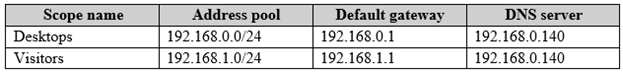 Scope name Address pool Default gateway DNS server
Desktops 192.168.0.0/24 192.168.0.1 192.168.0.140
Visitors 192.168.1.0/24 192.168.1.1 192.168.0.140